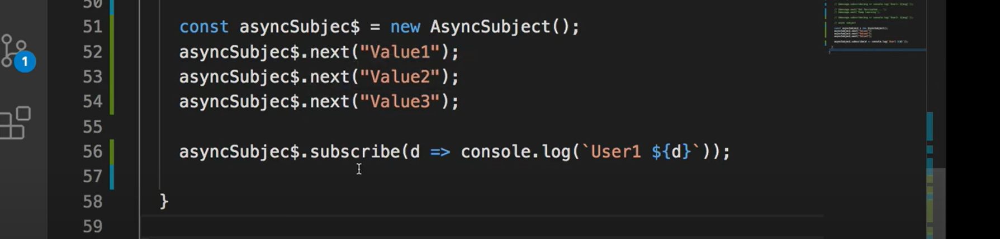 50
51 const asyncSubjec$ = new AsyncSubject();
52 asyncSubjec$.next("Value1");
53 asyncSubjec$.next("Value2");
54 asyncSubjec$.next("Value3");
55
56 asyncSubjec$.subscribe(d => console.log(`User1 ${d}`));
57
58 }
59
1